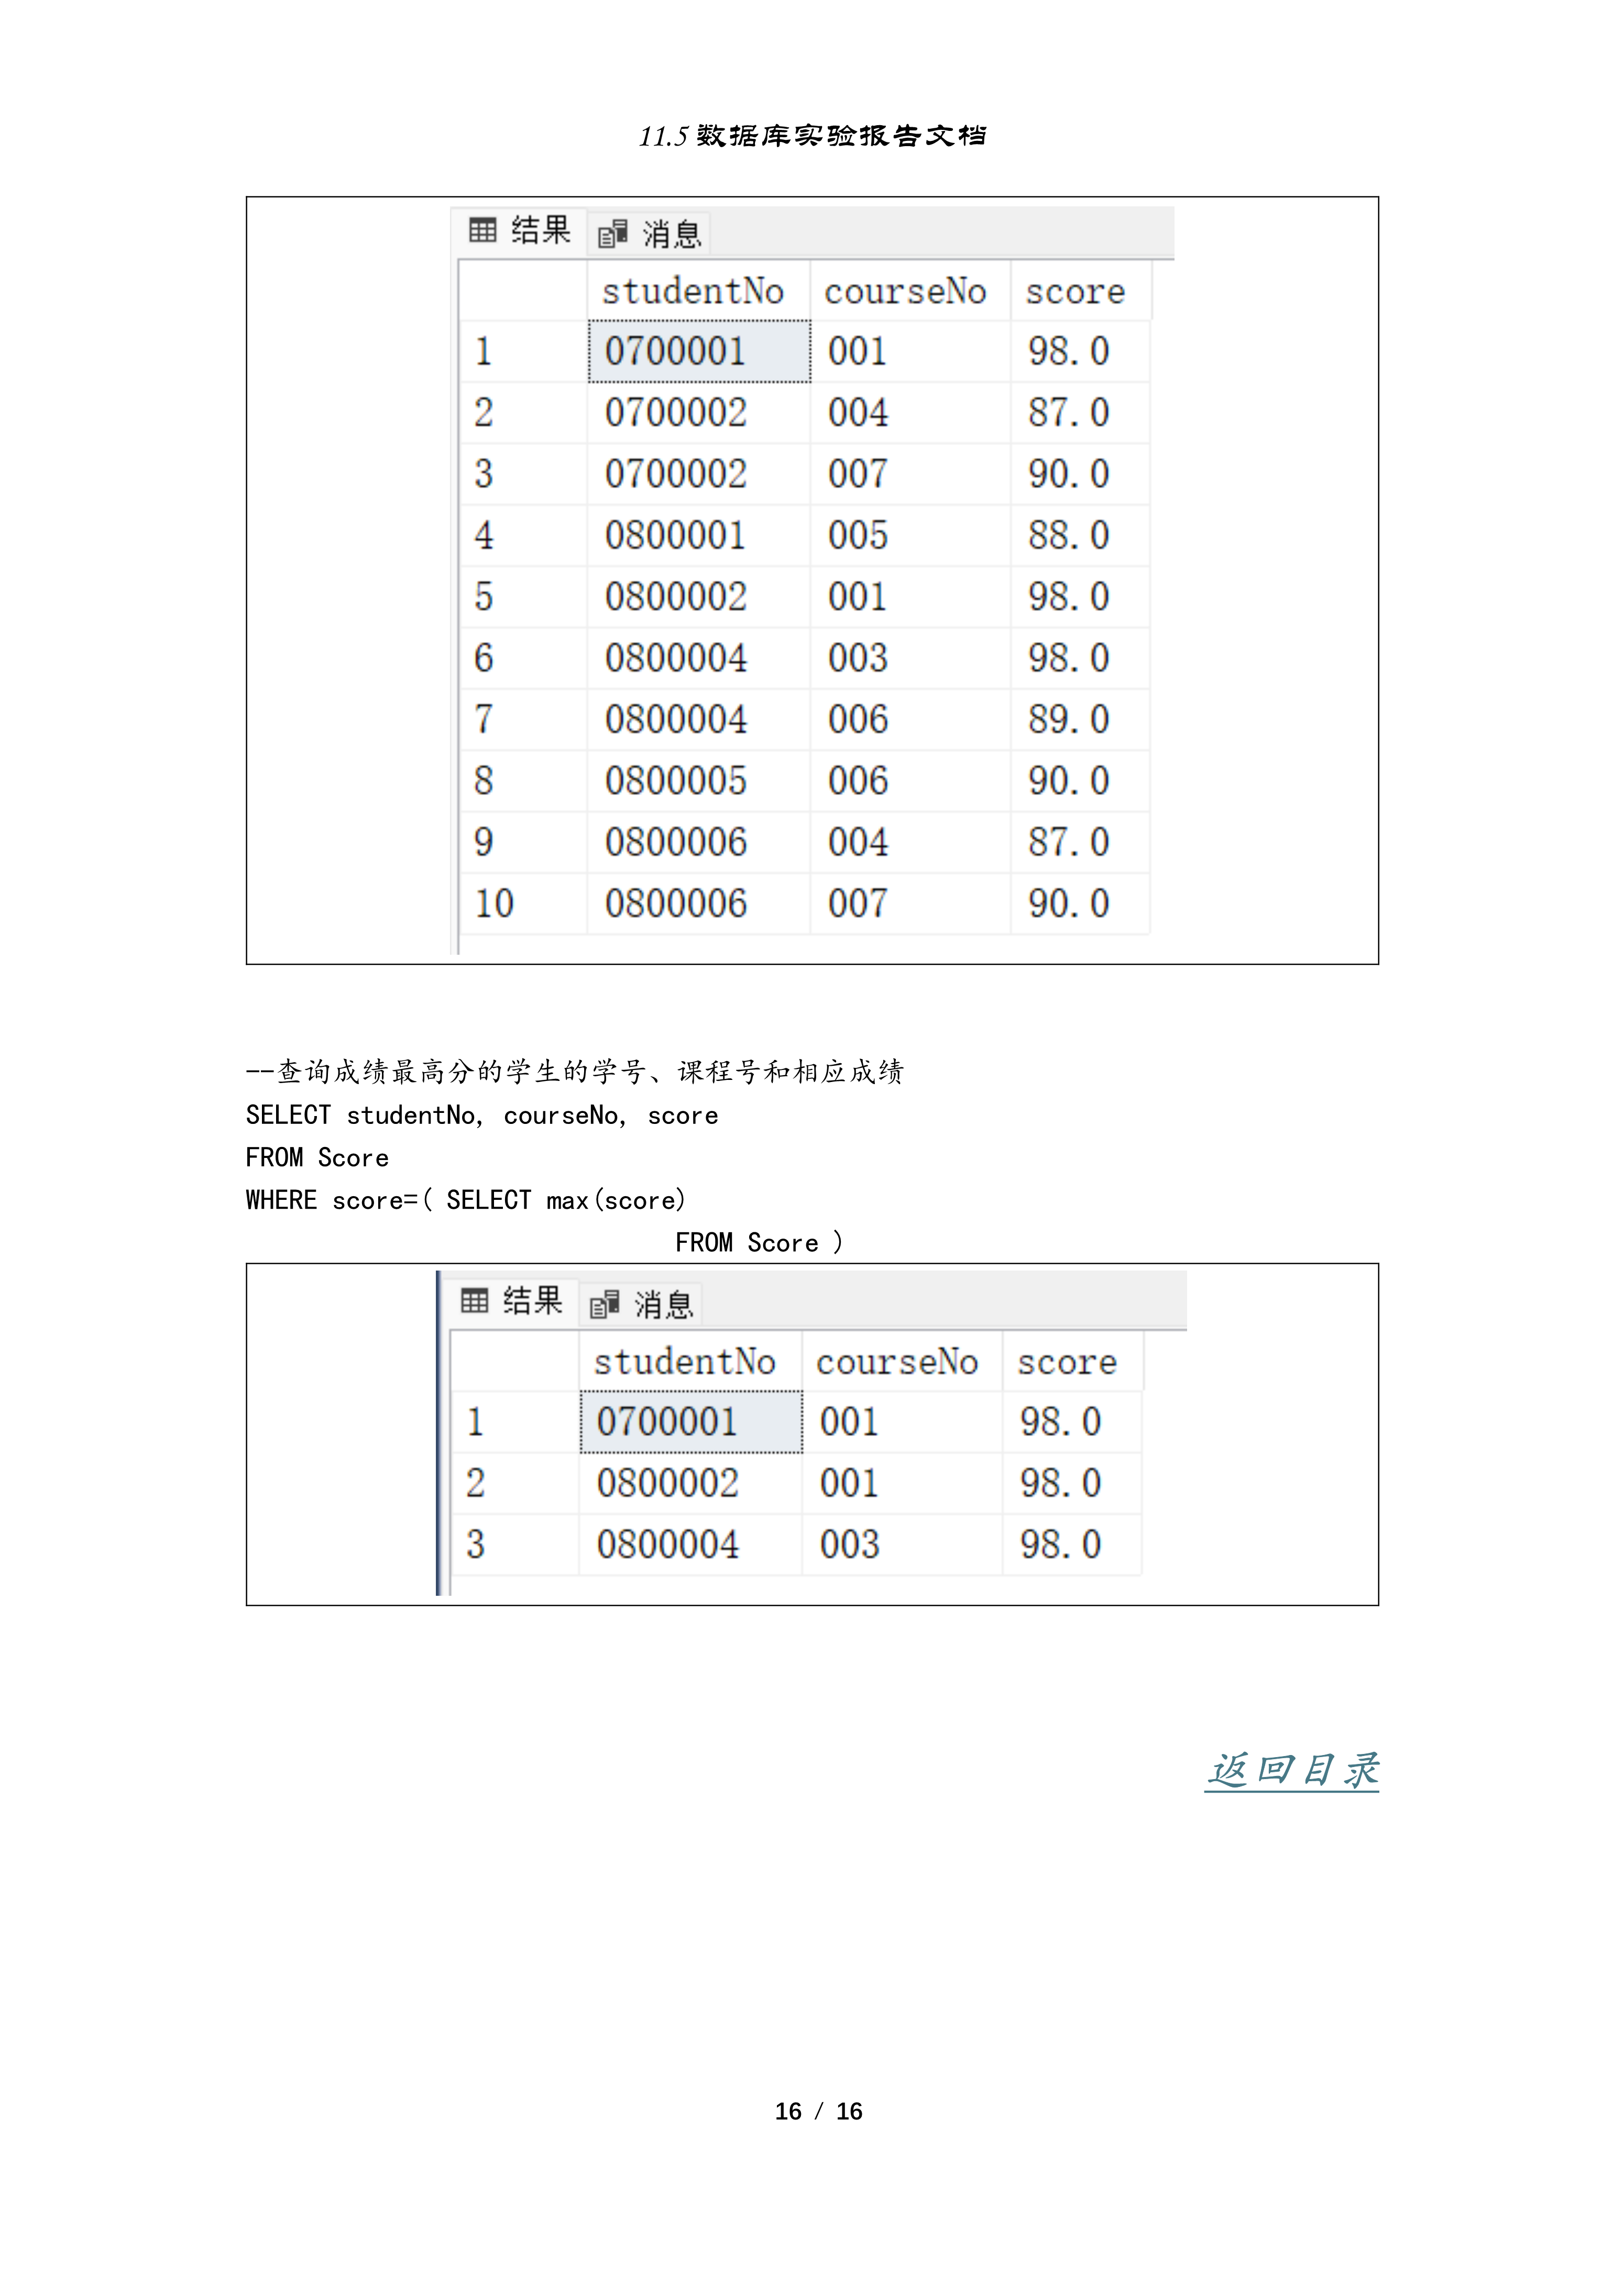 11.5 数据库实验报告文档
结果 消息
studentNo courseNo score
1 0700001 001 98.0
2 0700002 004 87.0
3 0700002 007 90.0
4 0800001 005 88.0
5 0800002 001 98.0
6 0800004 003 98.0
7 0800004 006 89.0
8 0800005 006 90.0
9 0800006 004 87.0
10 0800006 007 90.0
--查询成绩最高分的学生的学号、课程号和相应成绩
SELECT studentNo, courseNo, score
FROM Score
WHERE score=( SELECT max(score)
FROM Score )
结果 消息
studentNo courseNo score
1 0700001 001 98.0
2 0800002 001 98.0
3 0800004 003 98.0
返回目录
16 / 16